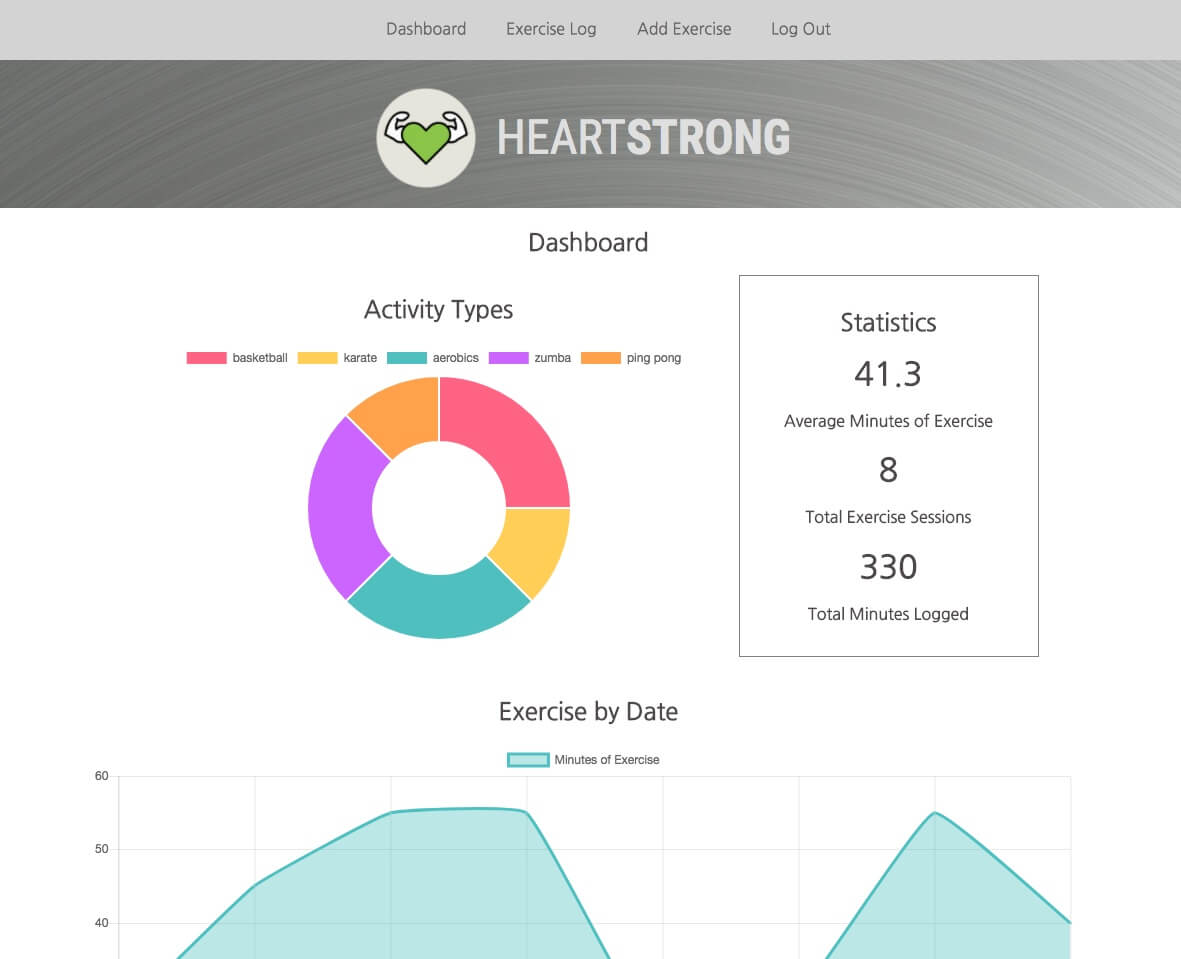 Dashboard Exercise Log Add Exercise Log Out
HEARTSTRONG
Dashboard
Activity Types
basketball karate aerobics zumba ping pong
Statistics
41.3
Average Minutes of Exercise
8
Total Exercise Sessions
330
Total Minutes Logged
Exercise by Date
Minutes of Exercise
60
50
40